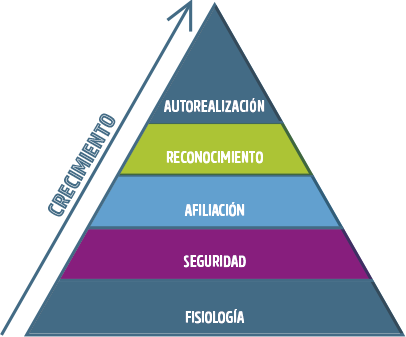 AUTOREALIZACIÓN
CRECIMIENTO
RECONOCIMIENTO
AFILIACIÓN
SEGURIDAD
FISIOLOGÍA